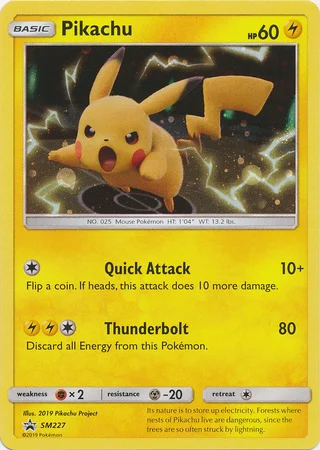 BASIC Pikachu HP60
NO. 025 Mouse Pokémon HT: 1'04" WT: 13.2 lbs.
Quick Attack 10+
Flip a coin. If heads, this attack does 10 more damage.
Thunderbolt 80
Discard all Energy from this Pokémon.
weakness ×2 resistance -20 retreat
Illus. 2019 Pikachu Project
SM227
©2019 Pokémon
Its nature is to store up electricity. Forests where
nests of Pikachu live are dangerous, since the
trees are so often struck by lightning.